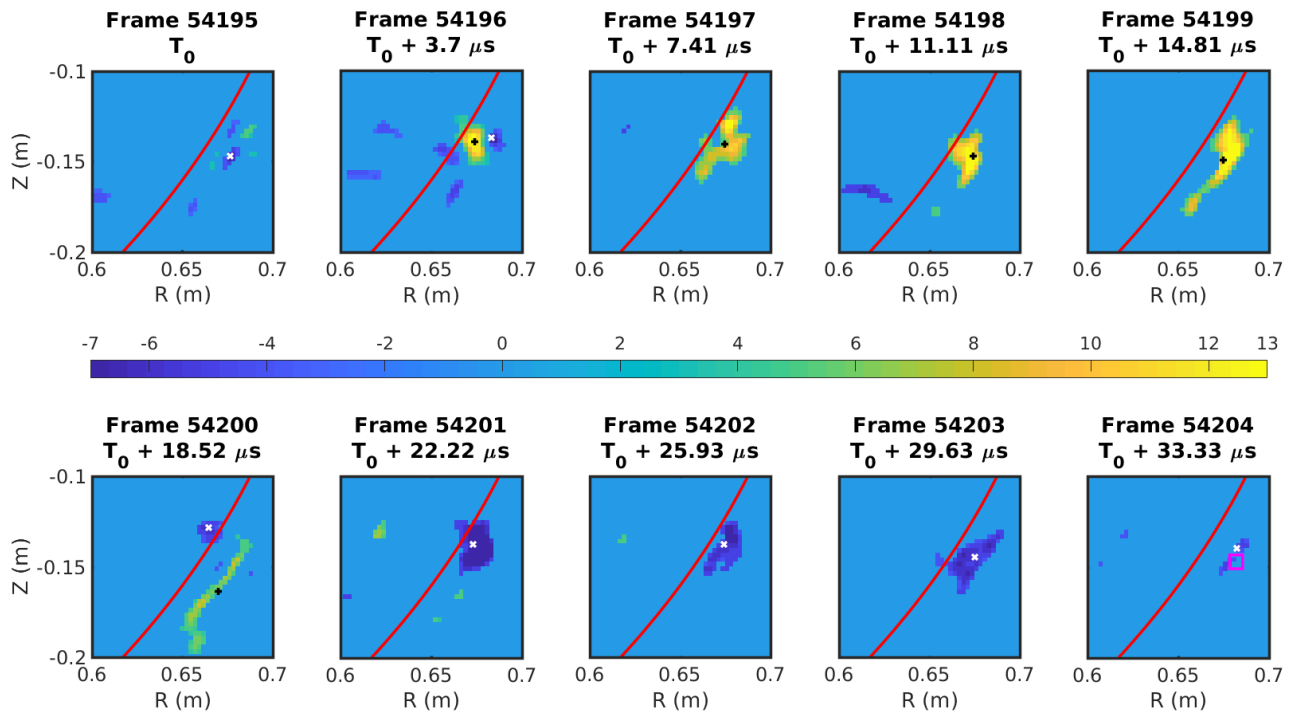 Frame 54195 Frame 54196 Frame 54197 Frame 54198 Frame 54199
T0 T0 + 3.7 μs T0 + 7.41 μs T0 + 11.11 μs T0 + 14.81 μs
-0.1
-0.15
-0.2
Z (m)
0.6 0.65 0.7 0.6 0.65 0.7 0.6 0.65 0.7 0.6 0.65 0.7 0.6 0.65 0.7
R (m) R (m) R (m) R (m) R (m)
-7 -6 -4 -2 0 2 4 6 8 10 12 13
Frame 54200 Frame 54201 Frame 54202 Frame 54203 Frame 54204
T0 + 18.52 μs T0 + 22.22 μs T0 + 25.93 μs T0 + 29.63 μs T0 + 33.33 μs
-0.1
-0.15
-0.2
Z (m)
0.6 0.65 0.7 0.6 0.65 0.7 0.6 0.65 0.7 0.6 0.65 0.7 0.6 0.65 0.7
R (m) R (m) R (m) R (m) R (m)